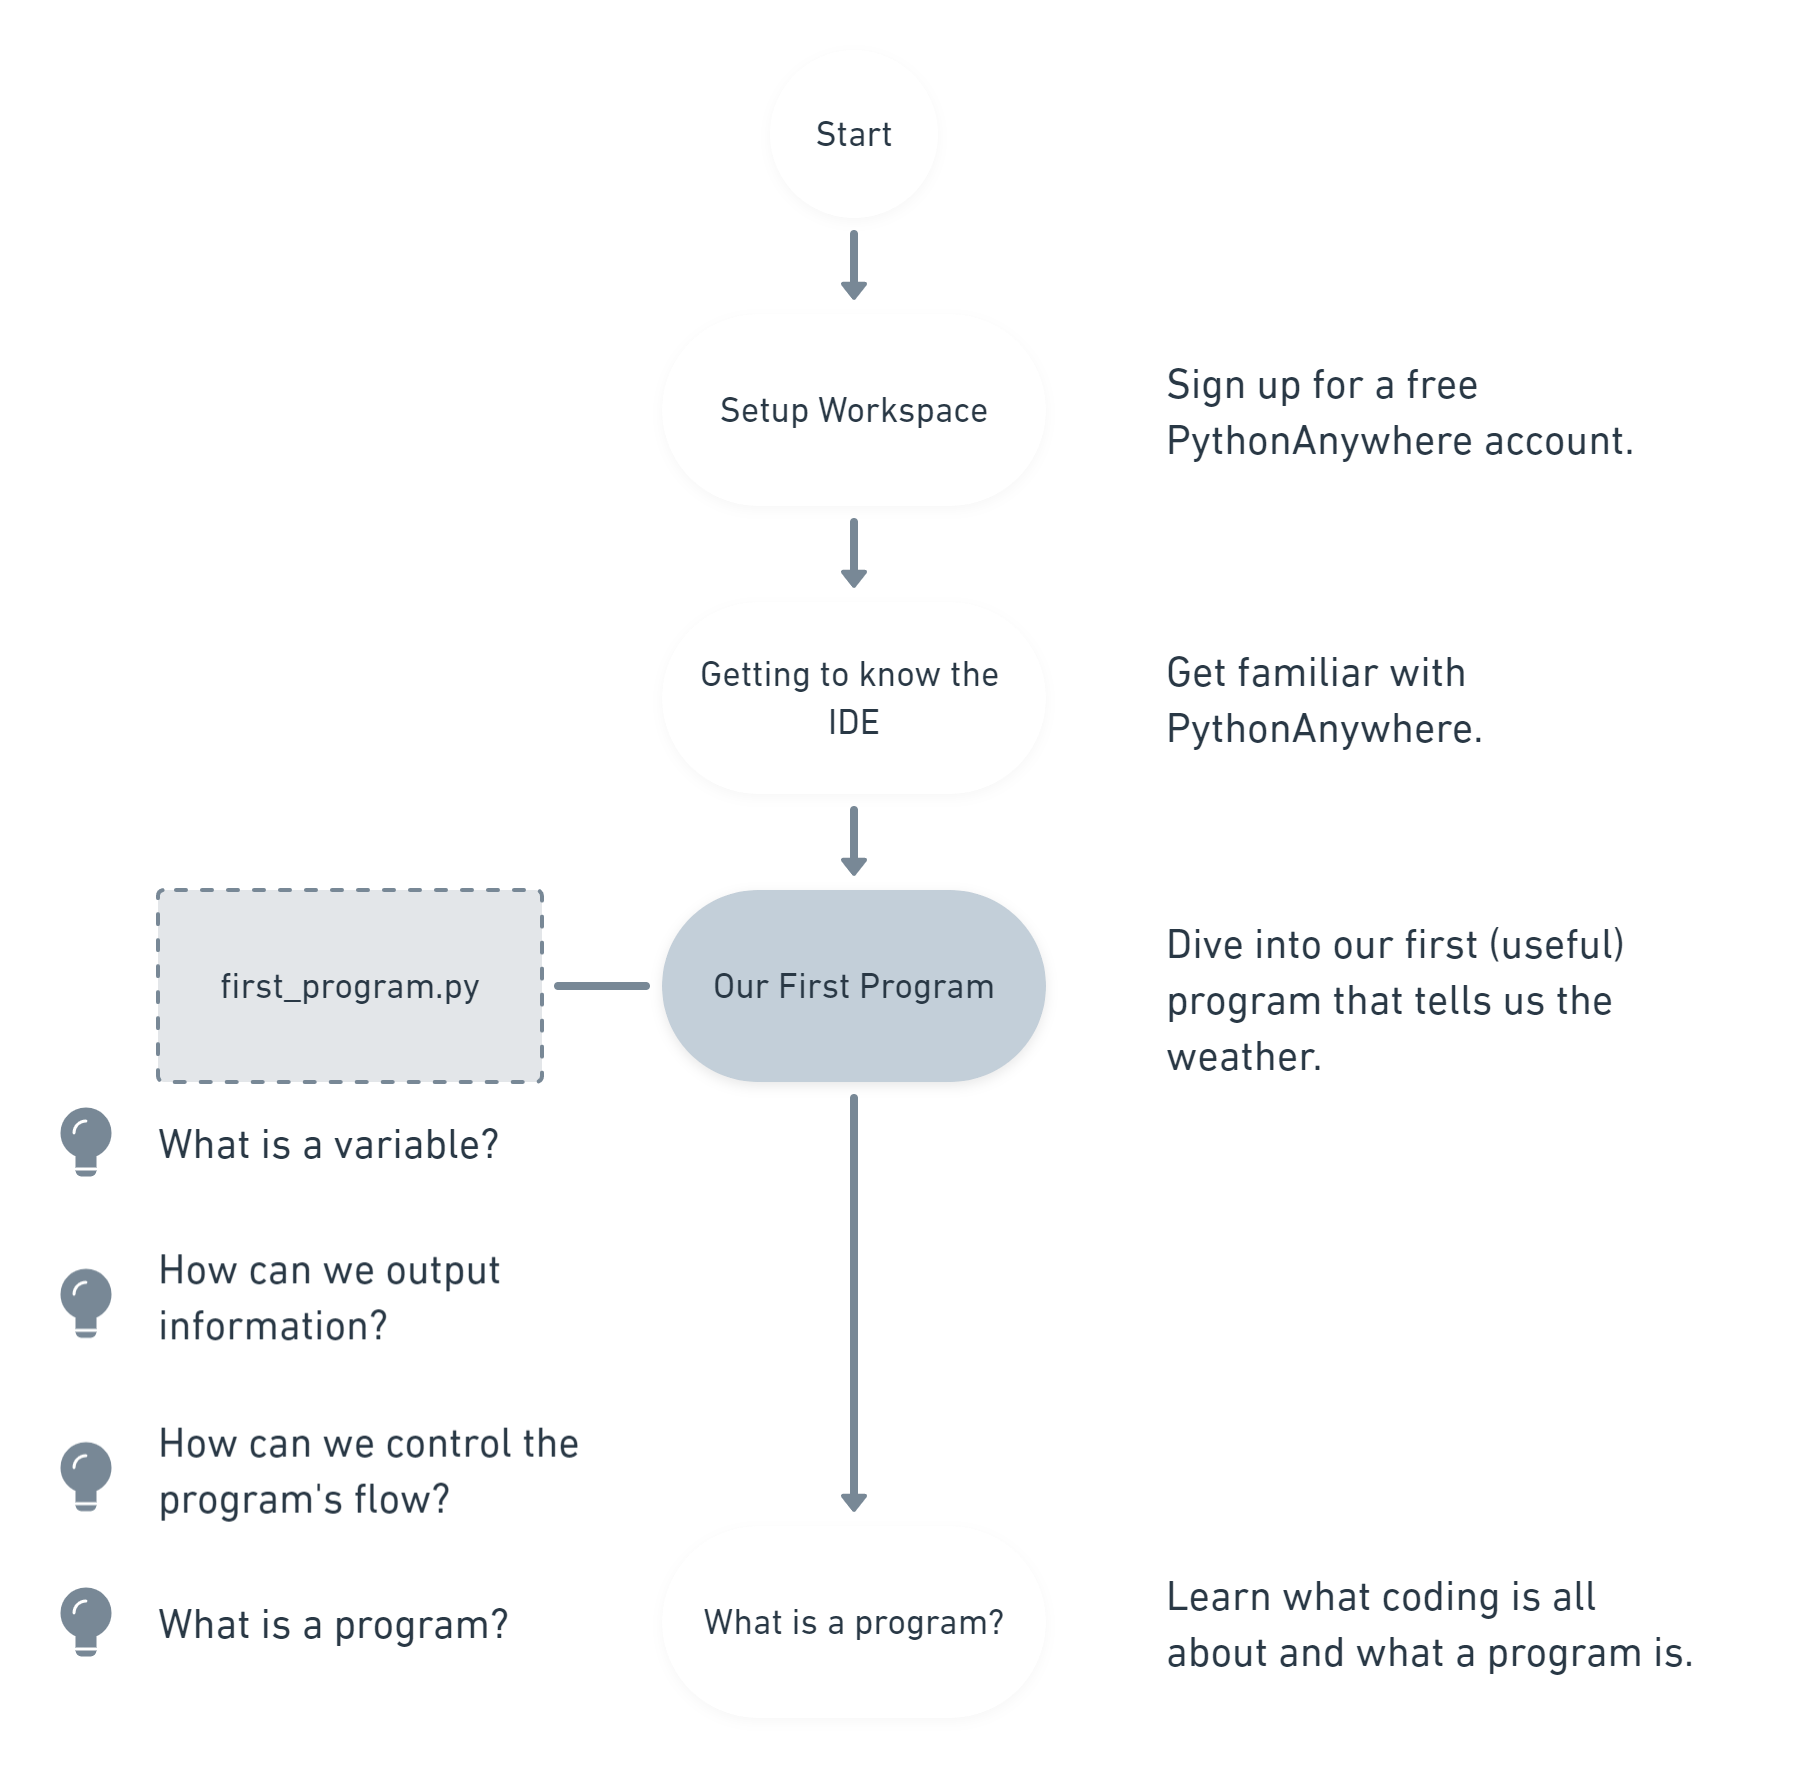 Start
Setup Workspace
Sign up for a free
PythonAnywhere account.
Getting to know the
IDE
Get familiar with
PythonAnywhere.
first_program.py
Our First Program
Dive into our first (useful)
program that tells us the
weather.
What is a variable?
How can we output
information?
How can we control the
program's flow?
What is a program?
What is a program?
Learn what coding is all
about and what a program is.